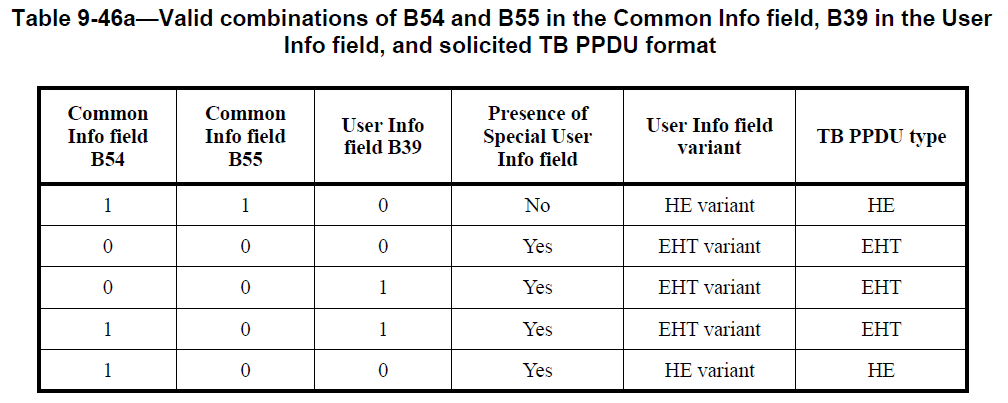 Table 9-46a—Valid combinations of B54 and B55 in the Common Info field, B39 in the User
Info field, and solicited TB PPDU format
Common Info field B54 | Common Info field B55 | User Info field B39 | Presence of Special User Info field | User Info field variant | TB PPDU type
1 | 1 | 0 | No | HE variant | HE
0 | 0 | 0 | Yes | EHT variant | EHT
0 | 0 | 1 | Yes | EHT variant | EHT
1 | 0 | 1 | Yes | EHT variant | EHT
1 | 0 | 0 | Yes | HE variant | HE